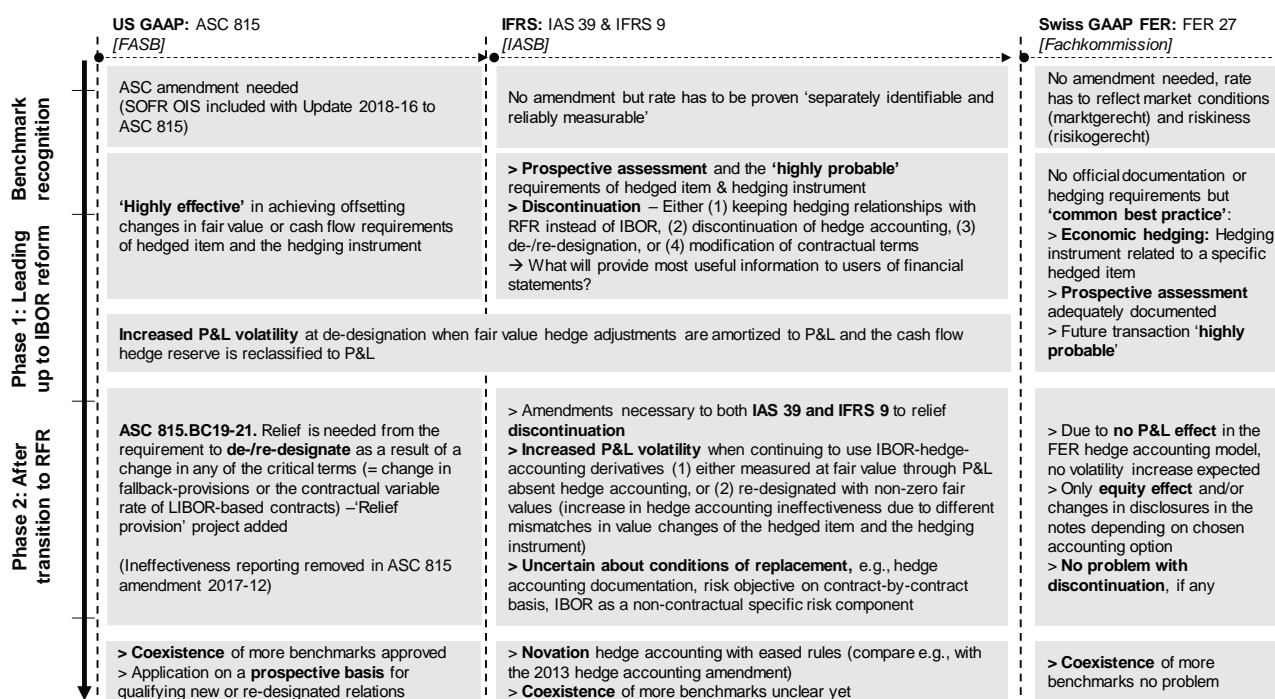 US GAAP: ASC 815
[FASB]
IFRS: IAS 39 & IFRS 9
[IASB]
Swiss GAAP FER: FER 27
[Fachkommission]
Benchmark
recognition
ASC amendment needed
(SOFR OIS included with Update 2018-16 to
ASC 815)
No amendment but rate has to be proven ‘separately identifiable and
reliably measurable’
No amendment needed, rate
has to reflect market conditions
(marktgerecht) and riskiness
(risikogerecht)
Phase 1: Leading
up to IBOR reform
‘Highly effective’ in achieving offsetting
changes in fair value or cash flow requirements
of hedged item and the hedging instrument
> Prospective assessment and the ‘highly probable’
requirements of hedged item & hedging instrument
> Discontinuation – Either (1) keeping hedging relationships with
RFR instead of IBOR, (2) discontinuation of hedge accounting, (3)
de-/re-designation, or (4) modification of contractual terms
→ What will provide most useful information to users of financial
statements?
Increased P&L volatility at de-designation when fair value hedge adjustments are amortized to P&L and the cash flow
hedge reserve is reclassified to P&L
No official documentation or
hedging requirements but
‘common best practice’:
> Economic hedging: Hedging
instrument related to a specific
hedged item
> Prospective assessment
adequately documented
> Future transaction ‘highly
probable’
Phase 2: After
transition to RFR
ASC 815.BC19-21. Relief is needed from the
requirement to de-/re-designate as a result of a
change in any of the critical terms (= change in
fallback-provisions or the contractual variable
rate of LIBOR-based contracts) –‘Relief
provision’ project added
(Ineffectiveness reporting removed in ASC 815
amendment 2017-12)
> Amendments necessary to both IAS 39 and IFRS 9 to relief
discontinuation
> Increased P&L volatility when continuing to use IBOR-hedge-
accounting derivatives (1) either measured at fair value through P&L
absent hedge accounting, or (2) re-designated with non-zero fair
values (increase in hedge accounting ineffectiveness due to different
mismatches in value changes of the hedged item and the hedging
instrument)
> Uncertain about conditions of replacement, e.g., hedge
accounting documentation, risk objective on contract-by-contract
basis, IBOR as a non-contractual specific risk component
> Due to no P&L effect in the
FER hedge accounting model,
no volatility increase expected
> Only equity effect and/or
changes in disclosures in the
notes depending on chosen
accounting option
> No problem with
discontinuation, if any
> Coexistence of more benchmarks approved
> Application on a prospective basis for
qualifying new or re-designated relations
> Novation hedge accounting with eased rules (compare e.g., with
the 2013 hedge accounting amendment)
> Coexistence of more benchmarks unclear yet
> Coexistence of more
benchmarks no problem